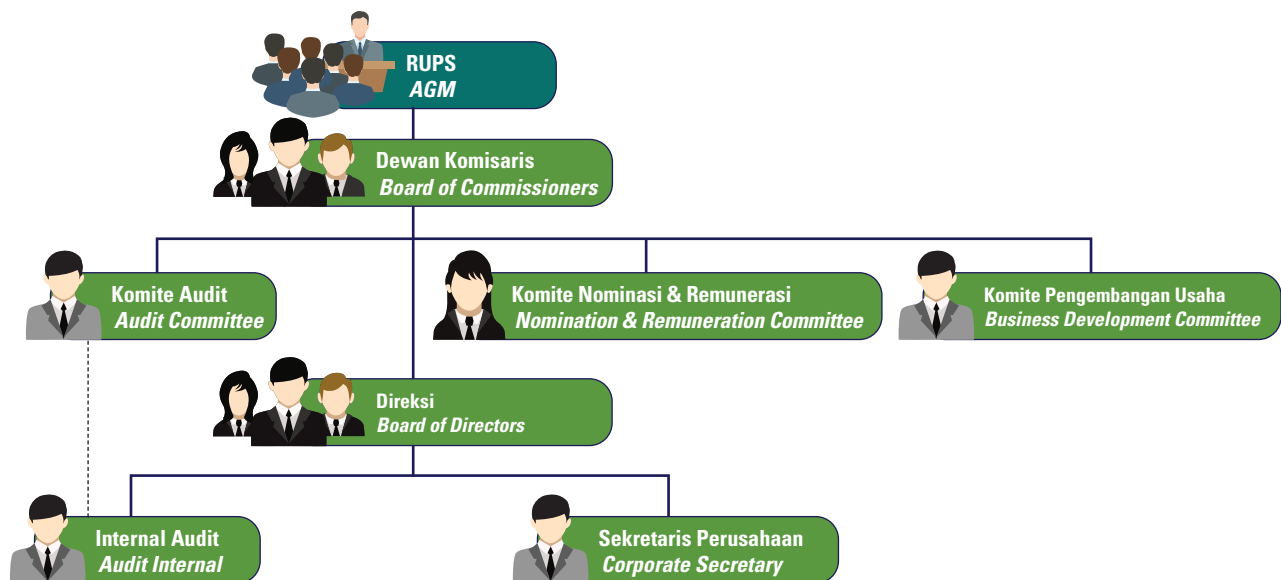 RUPS
AGM
Dewan Komisaris
Board of Commissioners
Komite Audit
Audit Committee
Komite Nominasi & Remunerasi
Nomination & Remuneration Committee
Komite Pengembangan Usaha
Business Development Committee
Direksi
Board of Directors
Internal Audit
Audit Internal
Sekretaris Perusahaan
Corporate Secretary